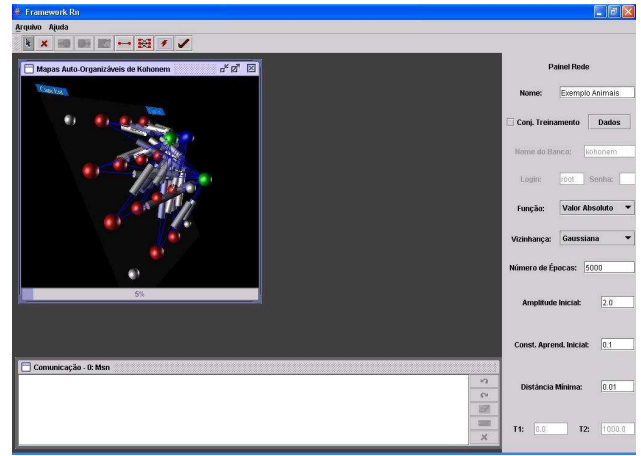 Framework Rn
Arquivo Ajuda
Mapas Auto-Organizáveis de Kohonem
5%
Comunicação - 0: Msn
Painel Rede
Nome: Exemplo Animais
Conj. Treinamento Dados
Nome do Banco: kohonem
Login: root Senha:
Função: Valor Absoluto
Vizinhança: Gaussiana
Número de Épocas: 5000
Amplitude Inicial: 2.0
Const. Aprend. Inicial: 0.1
Distância Mínima: 0.01
T1: 0.0 T2: 1000.0